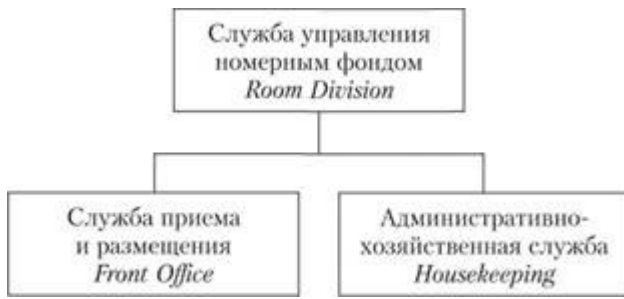 Служба управления
номерным фондом
Room Division
Служба приема
и размещения
Front Office
Административно-
хозяйственная служба
Housekeeping